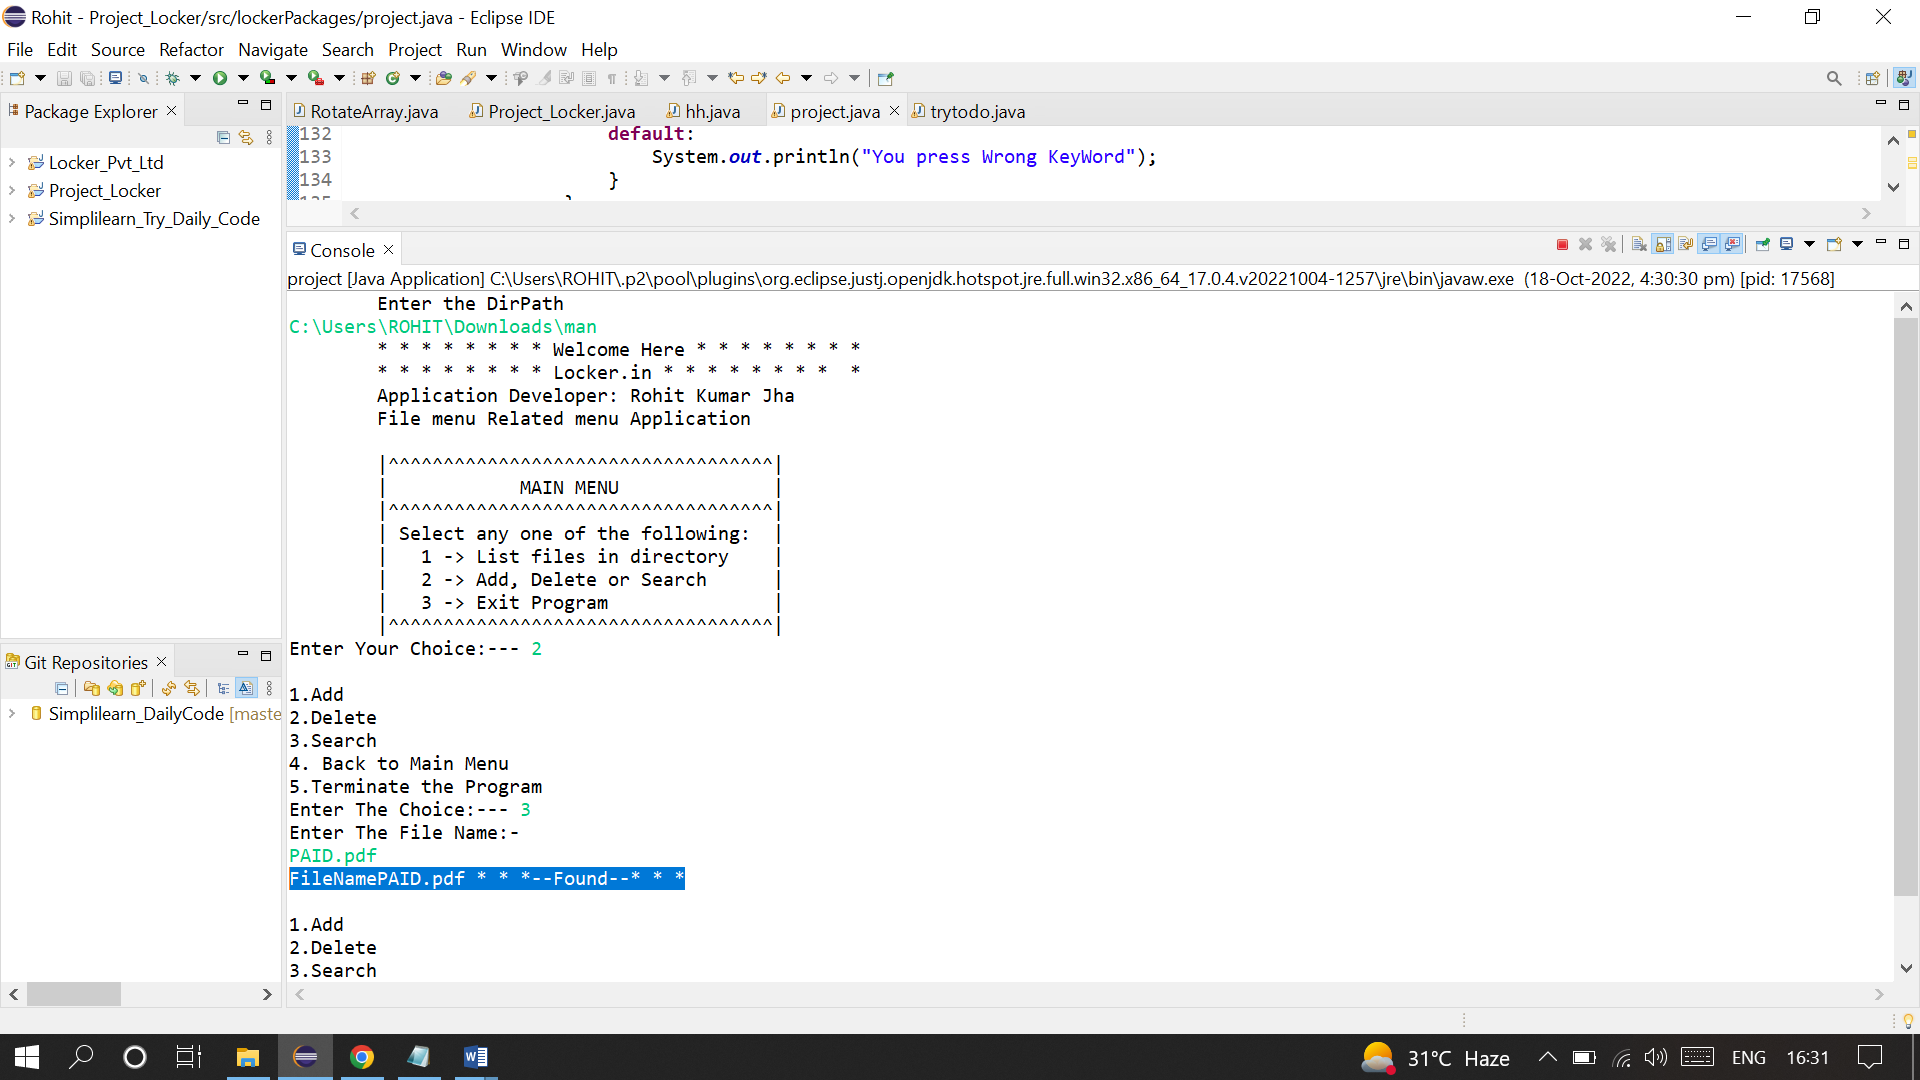 Rohit - Project_Locker/src/lockerPackages/project.java - Eclipse IDE
File Edit Source Refactor Navigate Search Project Run Window Help
Package Explorer
Locker_Pvt_Ltd
Project_Locker
Simplilearn_Try_Daily_Code
Git Repositories
Simplilearn_DailyCode [maste
RotateArray.java Project_Locker.java hh.java project.java trytodo.java
132 default:
133 System.out.println("You press Wrong KeyWord");
134 }
Console
project [Java Application] C:\Users\ROHIT\.p2\pool\plugins\org.eclipse.justj.openjdk.hotspot.jre.full.win32.x86_64_17.0.4.v20221004-1257\jre\bin\javaw.exe (18-Oct-2022, 4:30:30 pm) [pid: 17568]
Enter the DirPath
C:\Users\ROHIT\Downloads\man
* * * * * * * * Welcome Here * * * * * * * *
* * * * * * * * Locker.in * * * * * * * *  *
Application Developer: Rohit Kumar Jha
File menu Related menu Application
|^^^^^^^^^^^^^^^^^^^^^^^^^^^^^^^^^^^|
| MAIN MENU |
|^^^^^^^^^^^^^^^^^^^^^^^^^^^^^^^^^^^|
| Select any one of the following: |
| 1 -> List files in directory |
| 2 -> Add, Delete or Search |
| 3 -> Exit Program |
|^^^^^^^^^^^^^^^^^^^^^^^^^^^^^^^^^^^|
Enter Your Choice:--- 2
1.Add
2.Delete
3.Search
4. Back to Main Menu
5.Terminate the Program
Enter The Choice:--- 3
Enter The File Name:-
PAID.pdf
FileNamePAID.pdf * * *--Found--* * *
1.Add
2.Delete
3.Search
31°C Haze ENG 16:31